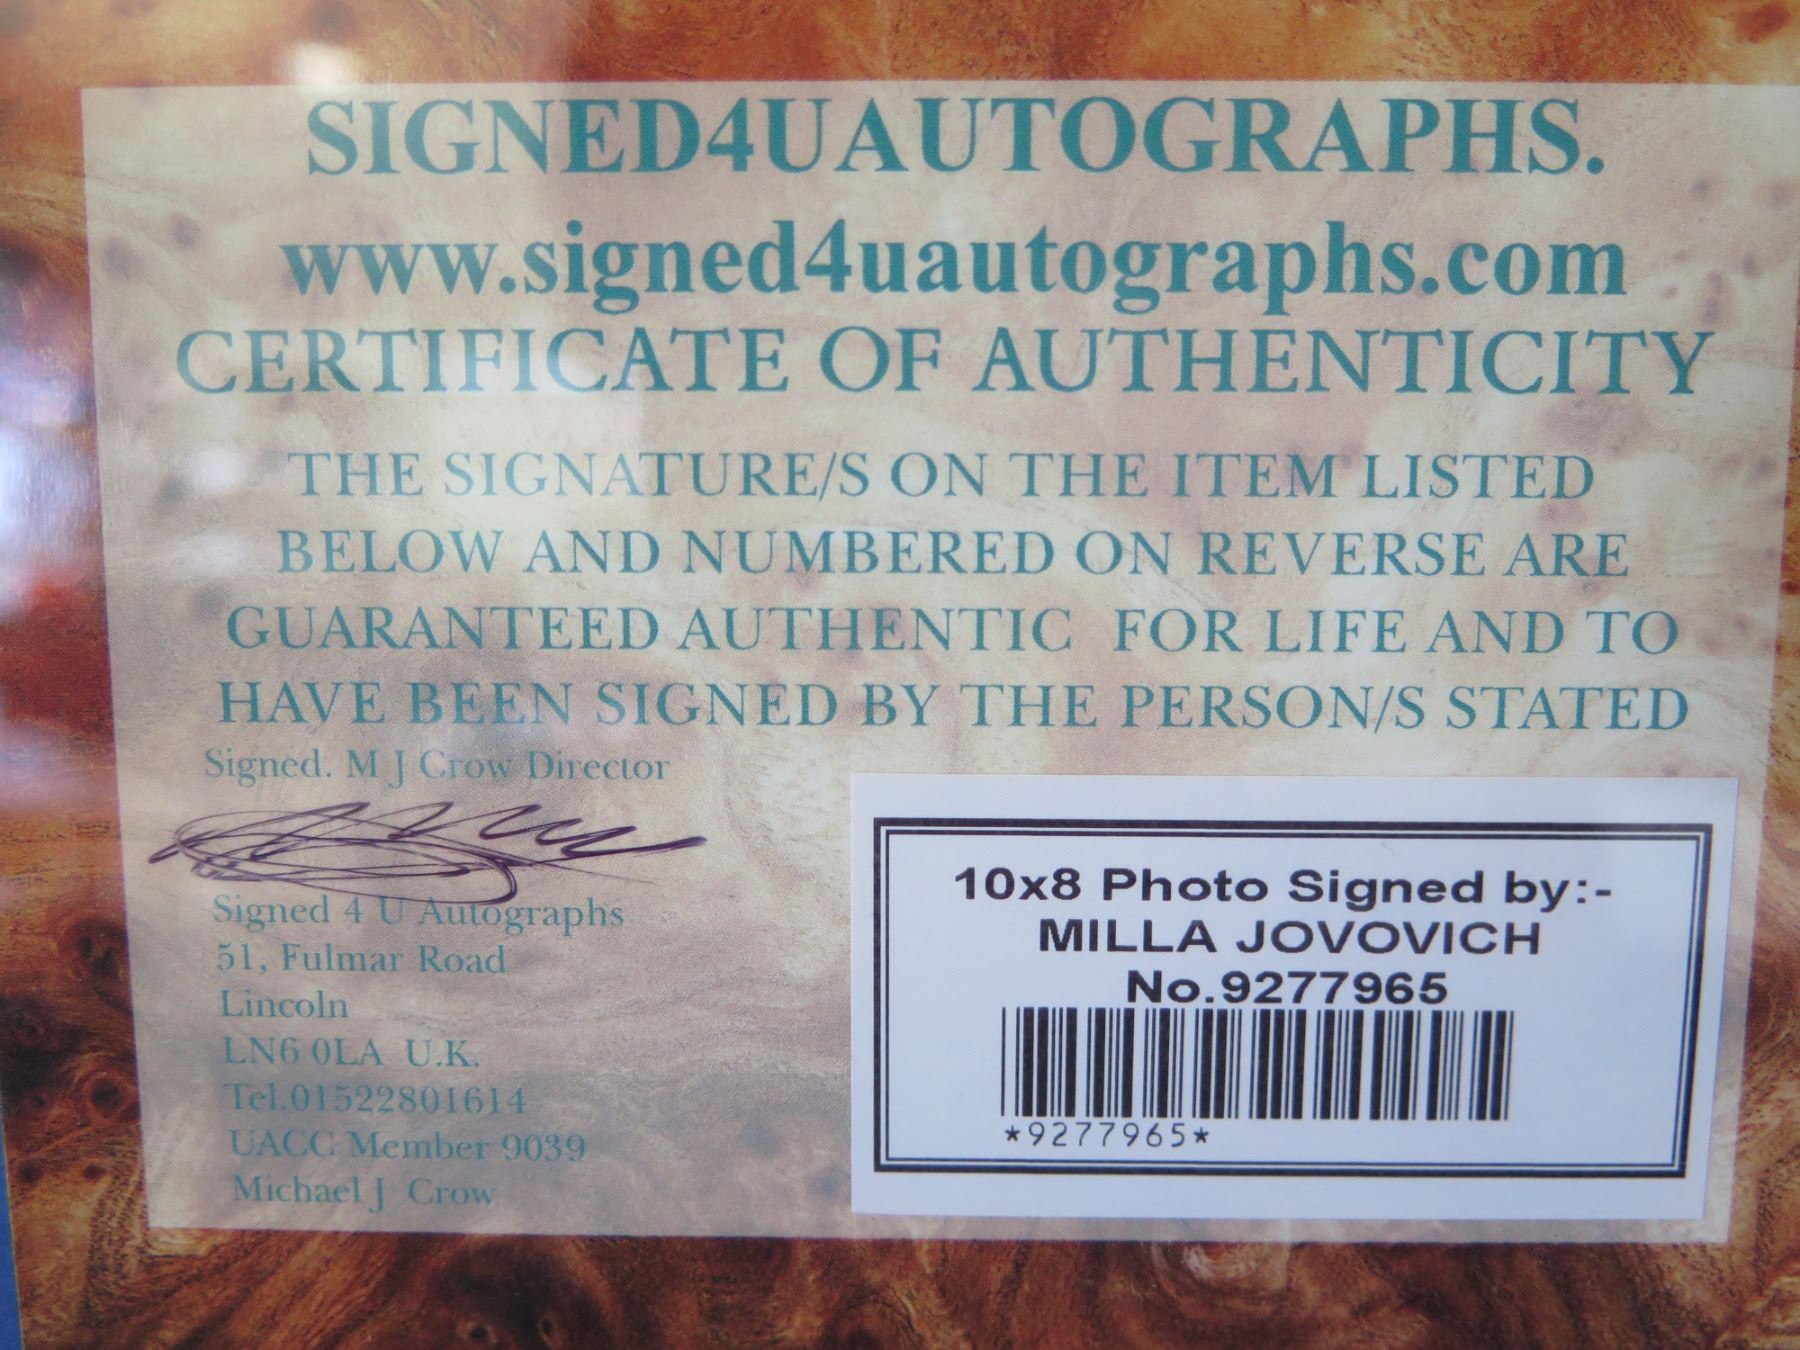 SIGNED4UAUTOGRAPHS.
www.signed4uautographs.com
CERTIFICATE OF AUTHENTICITY
THE SIGNATURE/S ON THE ITEM LISTED
BELOW AND NUMBERED ON REVERSE ARE
GUARANTEED AUTHENTIC FOR LIFE AND TO
HAVE BEEN SIGNED BY THE PERSON/S STATED
Signed. M J Crow Director
Signed 4 U Autographs
51, Fulmar Road
Lincoln
LN6 0LA U.K.
Tel.01522801614
UACC Member 9039
Michael J Crow
10x8 Photo Signed by:-
MILLA JOVOVICH
No.9277965
*9277965*